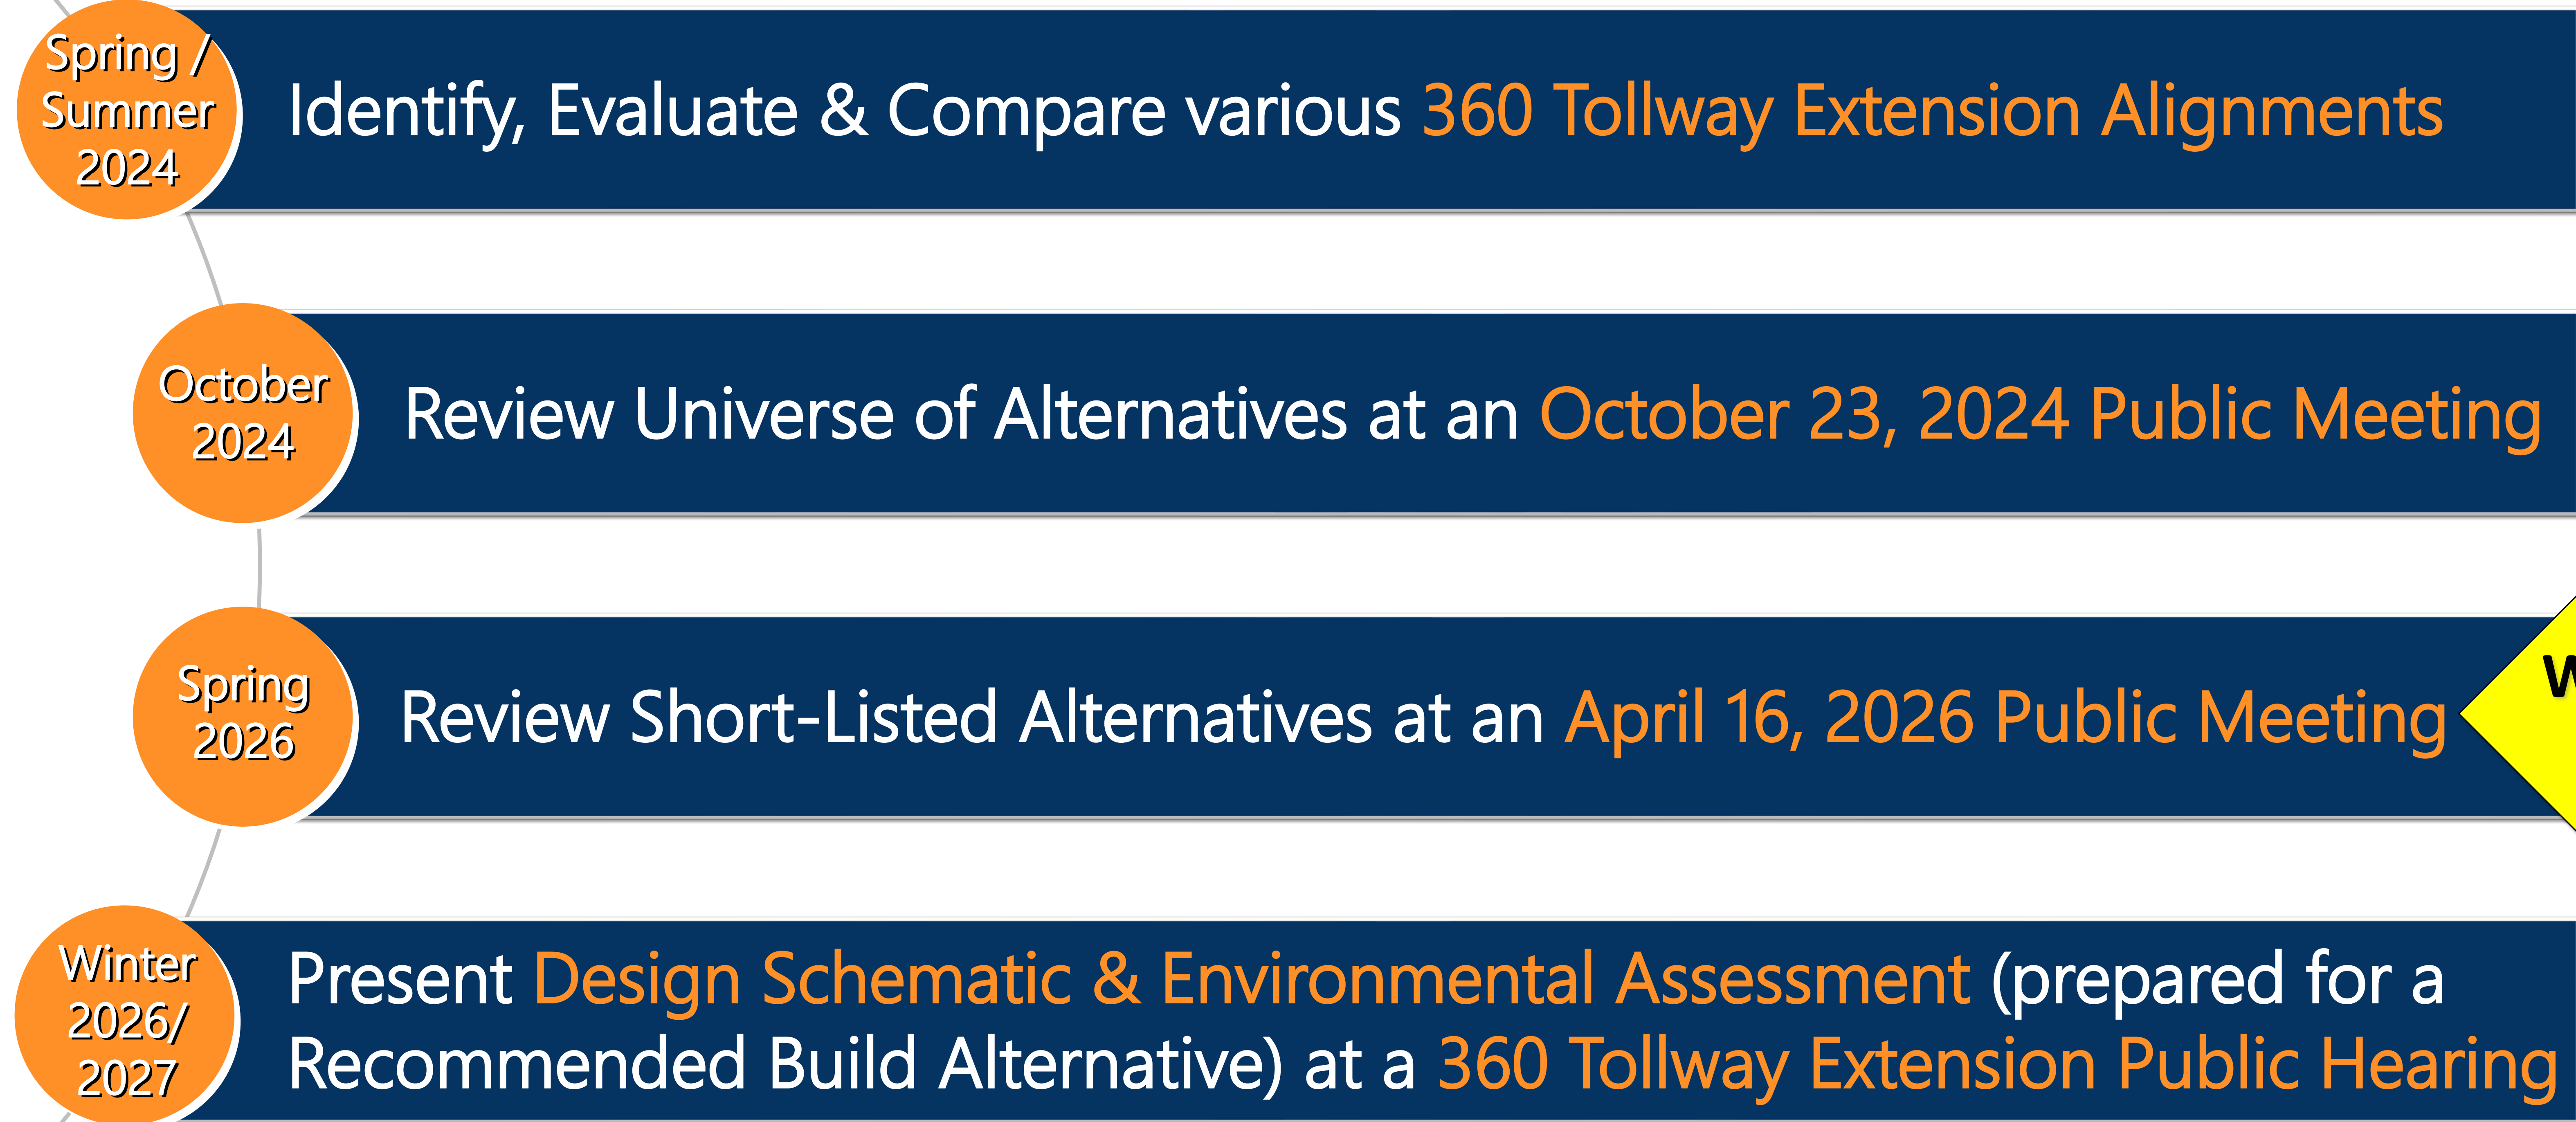 Spring /
Summer
2024
Identify, Evaluate & Compare various 360 Tollway Extension Alignments
October
2024
Review Universe of Alternatives at an October 23, 2024 Public Meeting
Spring
2026
Review Short-Listed Alternatives at an April 16, 2026 Public Meeting
Winter
2026/
2027
Present Design Schematic & Environmental Assessment (prepared for a
Recommended Build Alternative) at a 360 Tollway Extension Public Hearing